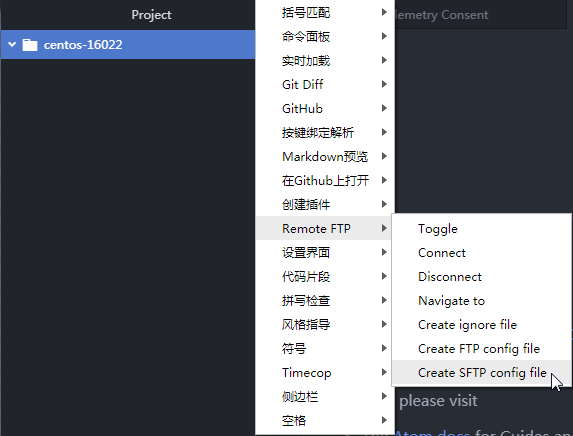 Project
lemetry Consent
centos-16022
括号匹配
命令面板
实时加载
Git Diff
GitHub
按键绑定解析
Markdown预览
在Github上打开
创建插件
Remote FTP
设置界面
代码片段
拼写检查
风格指导
符号
Timecop
侧边栏
空格
Toggle
Connect
Disconnect
Navigate to
Create ignore file
Create FTP config file
Create SFTP config file
please visit
Atom docs for Guides an